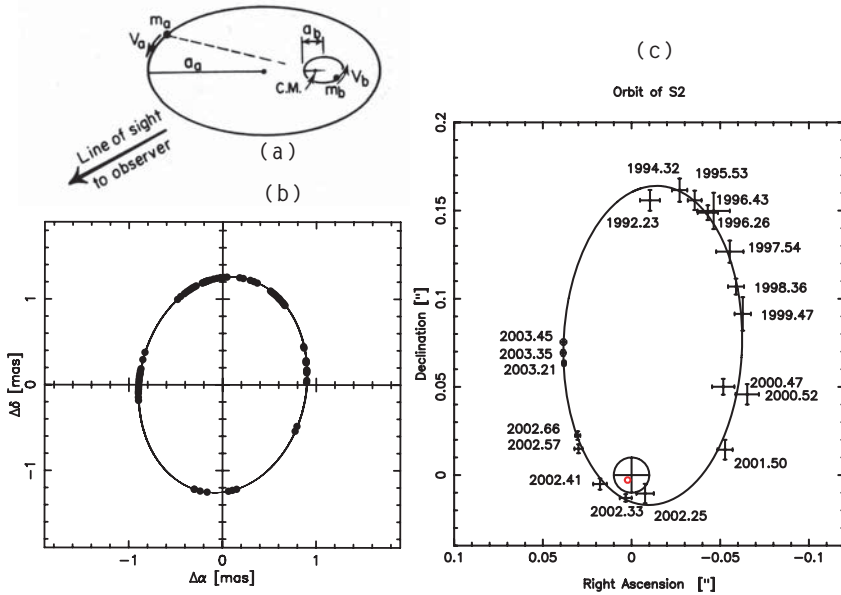 m_a
V_a
a_a
a_b
C.M.
m_b
V_b
Line of sight
to observer
(a)
(b)
1
0
−1
−1
0
1
Δδ [mas]
Δα [mas]
(c)
Orbit of S2
0.2
0.15
0.1
0.05
0
0.1
0.05
0
−0.05
−0.1
Declination ["]
Right Ascension ["]
1994.32
1995.53
1996.43
1996.26
1992.23
1997.54
1998.36
1999.47
2003.45
2003.35
2003.21
2000.47
2000.52
2002.66
2002.57
2001.50
2002.41
2002.33
2002.25